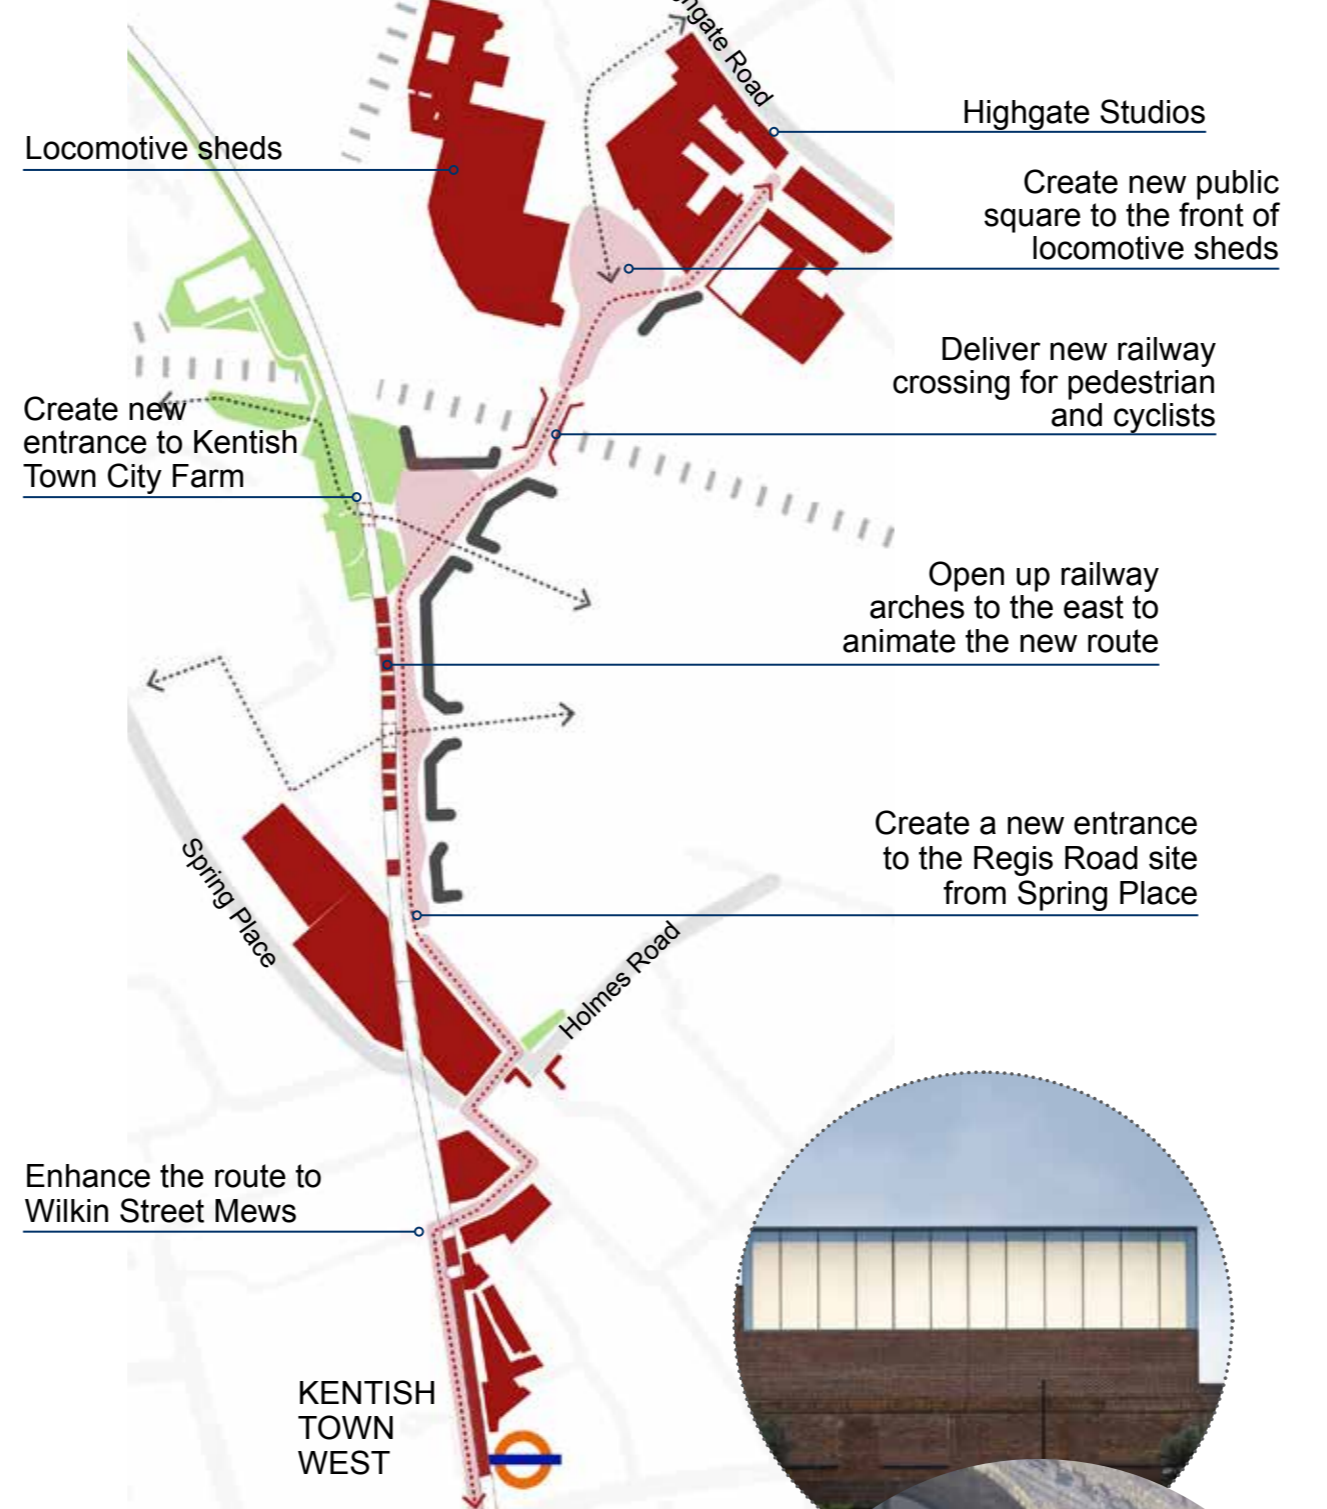 ghgate Road
Highgate Studios
Locomotive sheds
Create new public
square to the front of
locomotive sheds
Deliver new railway
crossing for pedestrian
and cyclists
Create new
entrance to Kentish
Town City Farm
Open up railway
arches to the east to
animate the new route
Create a new entrance
to the Regis Road site
from Spring Place
Spring Place
Holmes Road
Enhance the route to
Wilkin Street Mews
KENTISH
TOWN
WEST